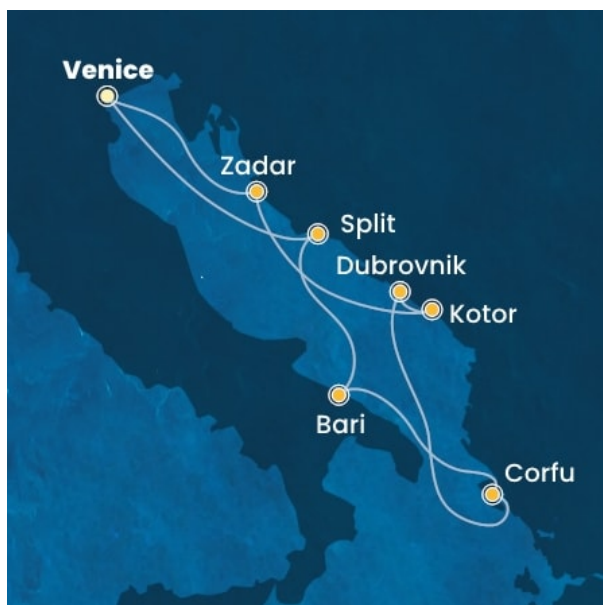 Venice
Zadar
Split
Dubrovnik
Kotor
Bari
Corfu